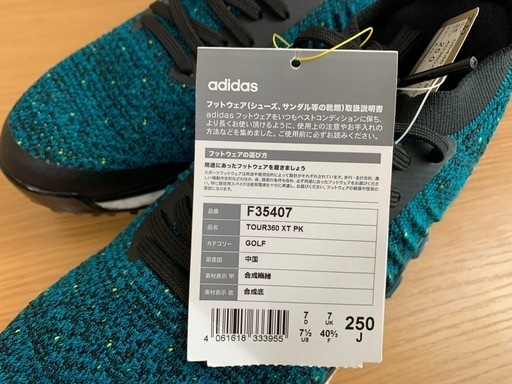 adidas
フットウェア(シューズ、サンダル等の靴類)取扱説明書
adidasフットウェアをいつもベストコンディションに保ち、
より長くお使い頂けるように、使用上の注意やお手入れの
方法などを集めました。ご使用前に必ずお読みください。
フットウェアの選び方
用途にあったフットウェアを履きましょう
品番 F35407
品名 TOUR360 XT PK
カテゴリー GOLF
原産国 中国
素材表示 甲 合成繊維
素材表示 底 合成底
7 D 7 UK
7½ US 40⅔ F
250 J
4 061618 333955